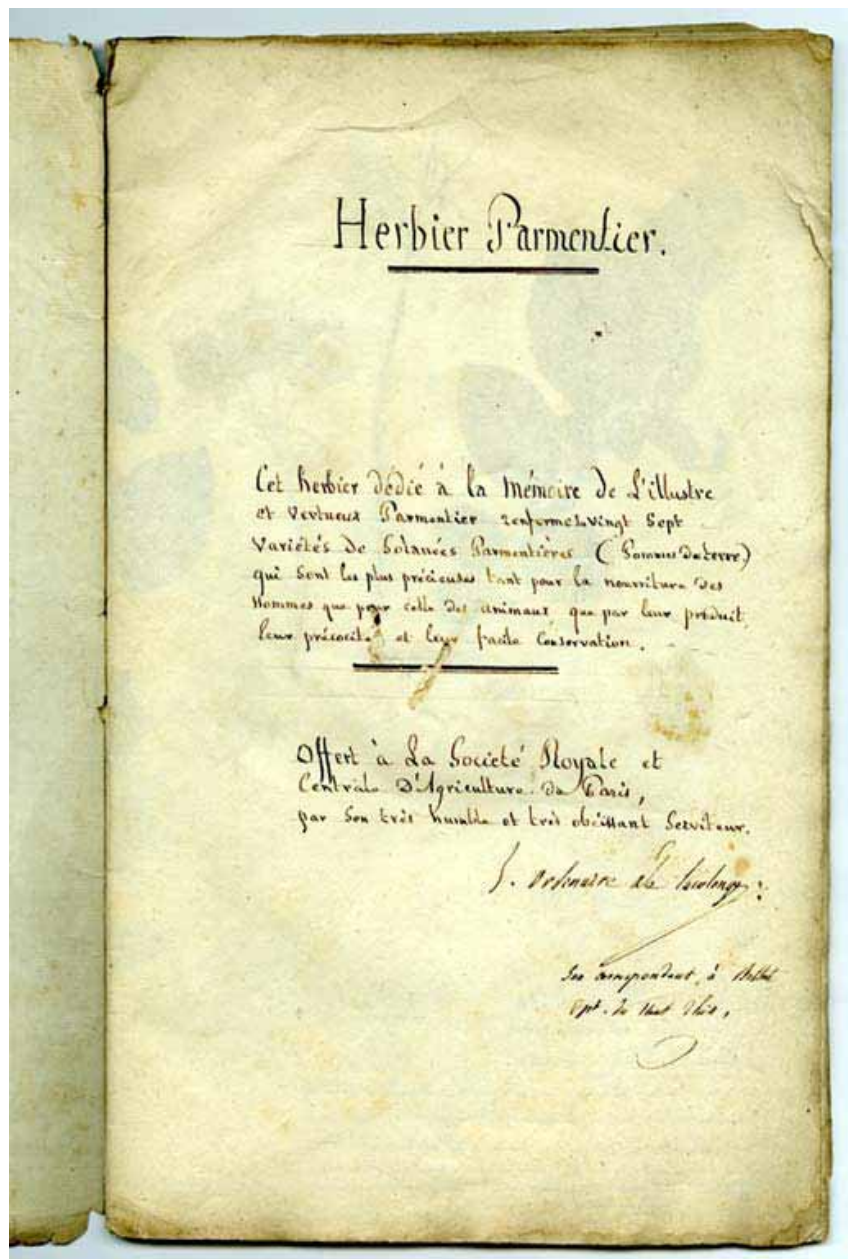 Herbier Parmentier.
Cet herbier dédié à la Mémoire de L'illustre
et Vertueux Parmentier renferme vingt Sept
Variétés de Solanées Parmentières (Pommes de terre)
qui Sont les plus précieuses tant pour la nourriture des
Hommes que pour celle des animaux que par leur produit,
leur précocité et leur facile Conservation.
Offert à La Société Royale et
Centrale D'Agriculture de Paris,
par Son très humble et très obéissant Serviteur.
Ordinaire de
Son correspondant, à
Dpt. du Haut Rhin,